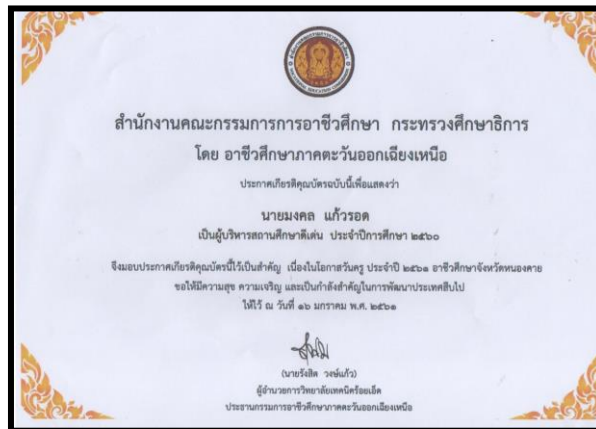 สำนักงานคณะกรรมการการอาชีวศึกษา กระทรวงศึกษาธิการ
โดย อาชีวศึกษาภาคตะวันออกเฉียงเหนือ
ประกาศเกียรติคุณบัตรฉบับนี้เพื่อแสดงว่า
นายมงคล แก้วรอด
เป็นผู้บริหารสถานศึกษาดีเด่น ประจำปีการศึกษา ๒๕๖๐
จึงมอบประกาศเกียรติคุณบัตรนี้ไว้เป็นสำคัญ เนื่องในโอกาสวันครู ประจำปี ๒๕๖๑ อาชีวศึกษาจังหวัดหนองคาย
ขอให้มีความสุข ความเจริญ และเป็นกำลังสำคัญในการพัฒนาประเทศสืบไป
ให้ไว้ ณ วันที่ ๑๖ มกราคม พ.ศ. ๒๕๖๑
(นายรังสิต วงษ์แก้ว)
ผู้อำนวยการวิทยาลัยเทคนิคร้อยเอ็ด
ประธานกรรมการอาชีวศึกษาภาคตะวันออกเฉียงเหนือ